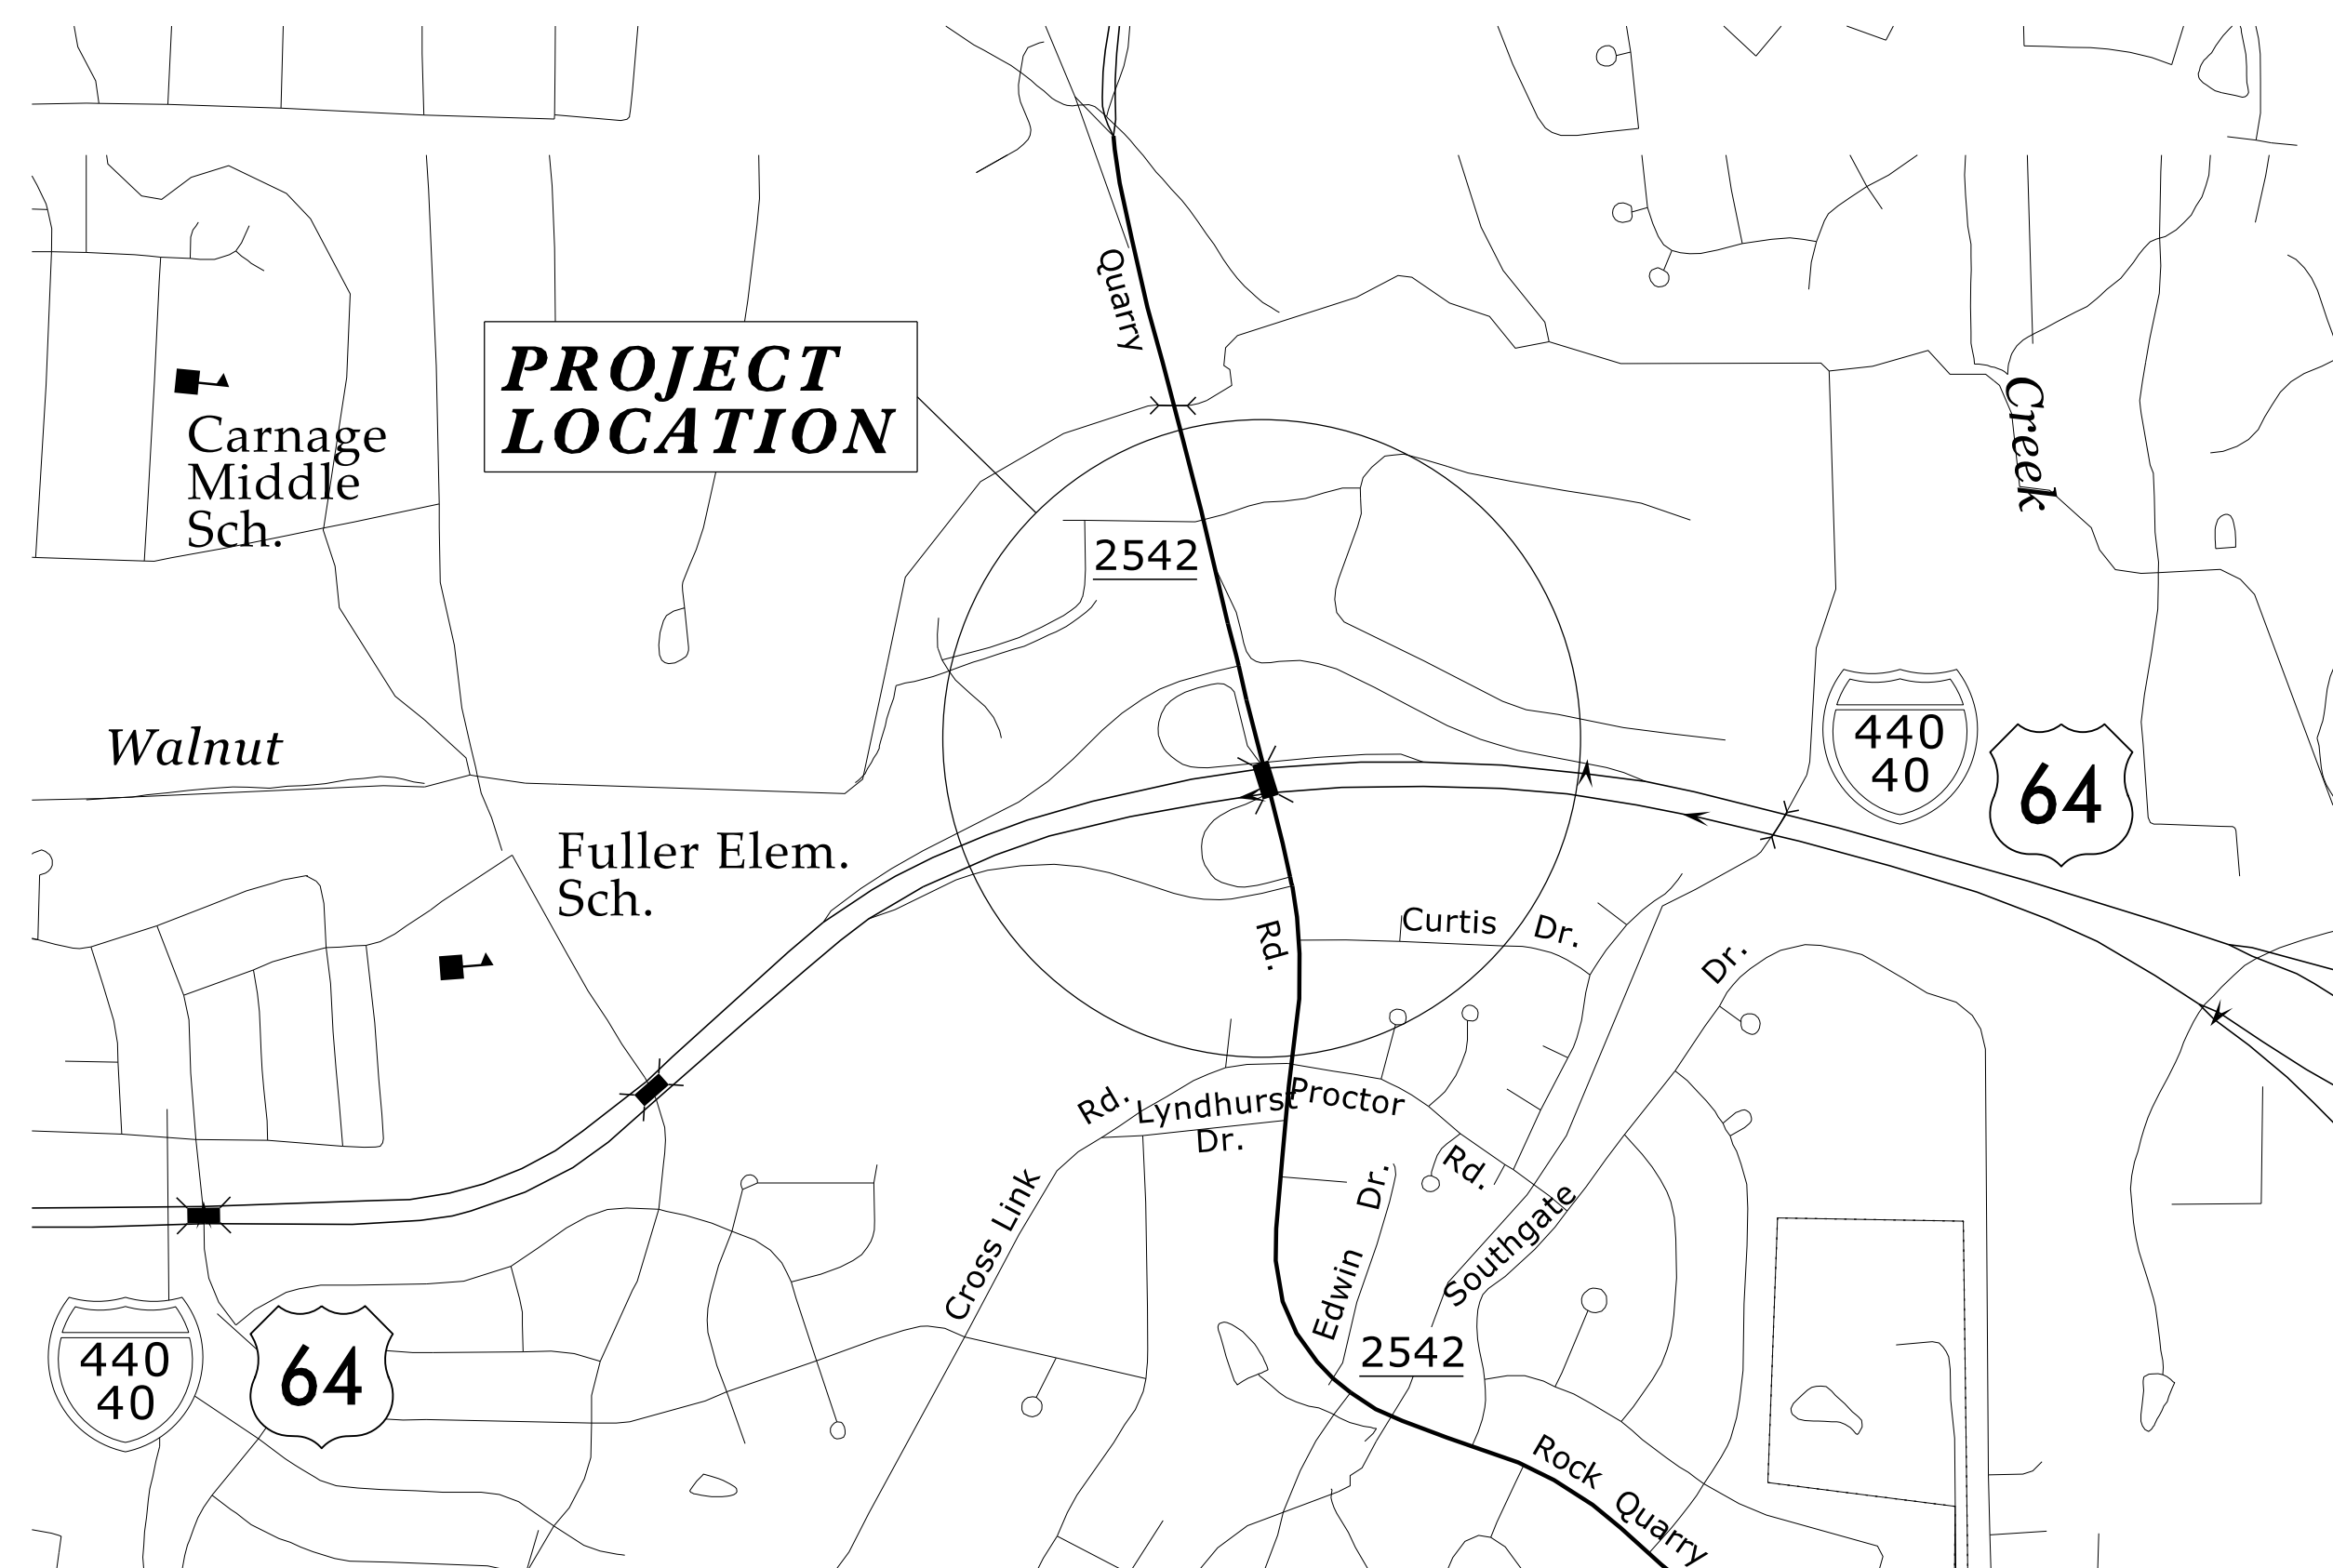 Quarry
PROJECT
LOCATION
Creek
Carnage
Middle
Sch.
2542
Walnut
440
40
64
Fuller Elem.
Sch.
Rd.
Curtis Dr.
Dr.
Rd.
Lyndhurst
Dr.
Proctor
Rd.
Cross Link
Edwin Dr.
Southgate
2542
440
40
64
Rock Quarry